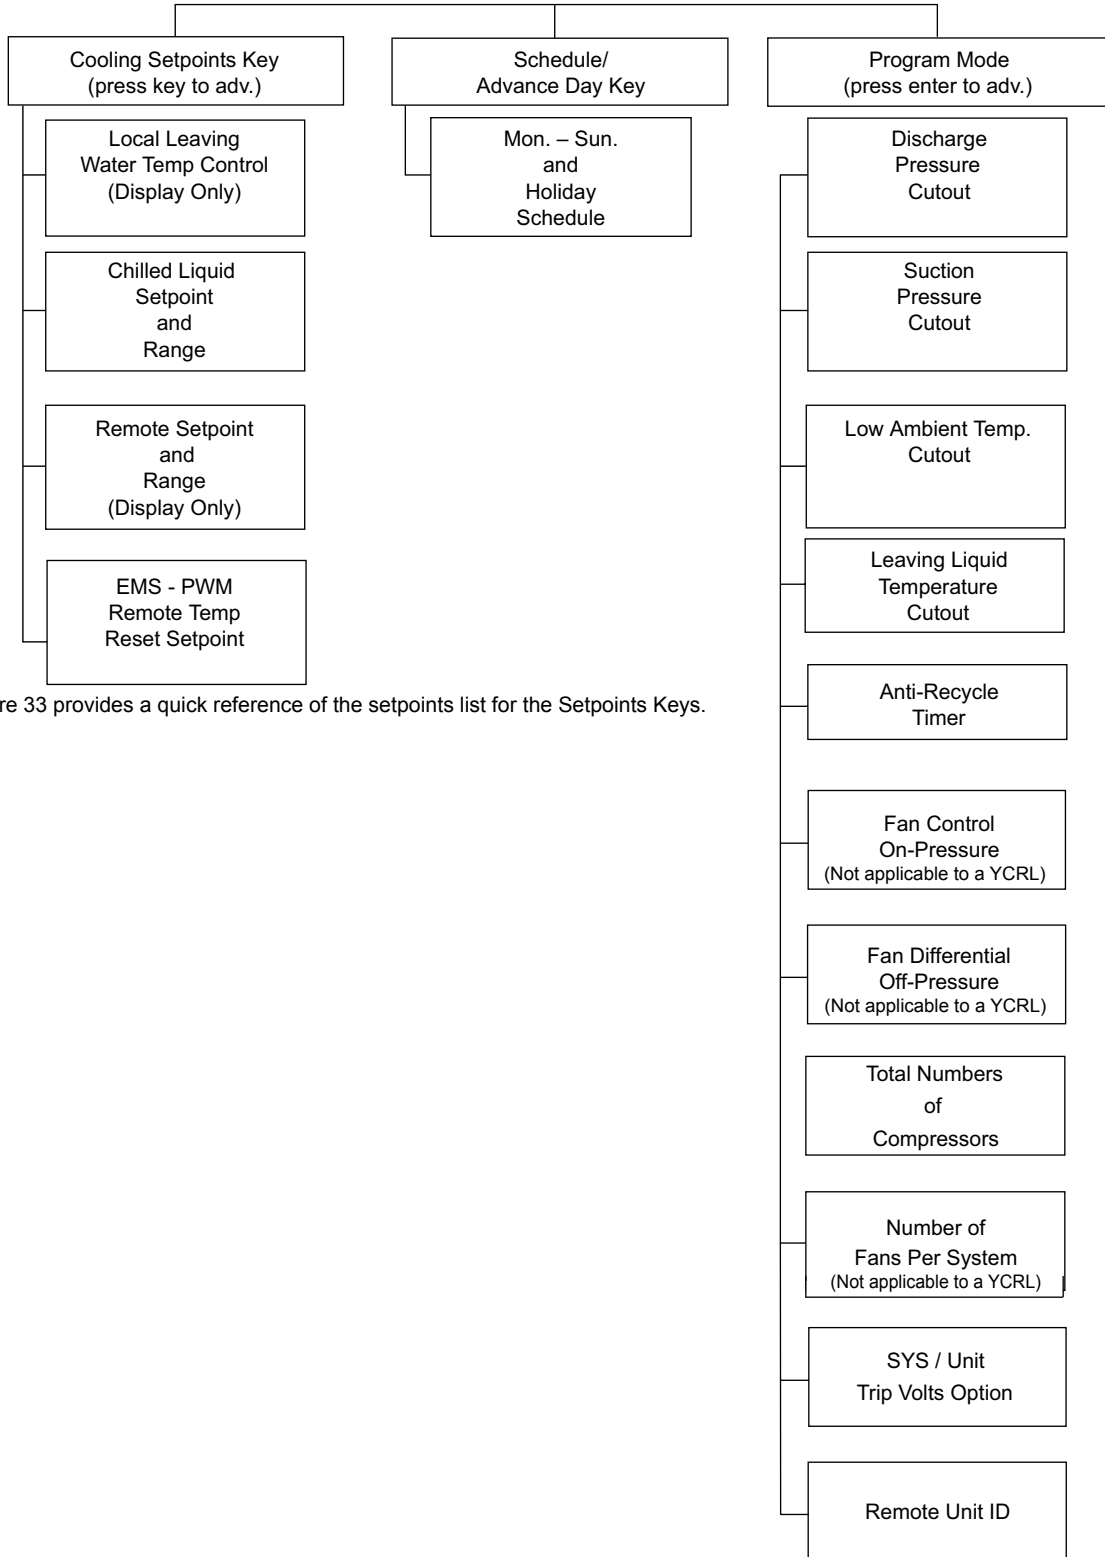 Cooling Setpoints Key
(press key to adv.)
Local Leaving
Water Temp Control
(Display Only)
Chilled Liquid
Setpoint
and
Range
Remote Setpoint
and
Range
(Display Only)
EMS - PWM
Remote Temp
Reset Setpoint
Schedule/
Advance Day Key
Mon. – Sun.
and
Holiday
Schedule
Program Mode
(press enter to adv.)
Discharge
Pressure
Cutout
Suction
Pressure
Cutout
Low Ambient Temp.
Cutout
Leaving Liquid
Temperature
Cutout
Anti-Recycle
Timer
Fan Control
On-Pressure
(Not applicable to a YCRL)
Fan Differential
Off-Pressure
(Not applicable to a YCRL)
Total Numbers
of
Compressors
Number of
Fans Per System
(Not applicable to a YCRL)
SYS / Unit
Trip Volts Option
Remote Unit ID
re 33 provides a quick reference of the setpoints list for the Setpoints Keys.